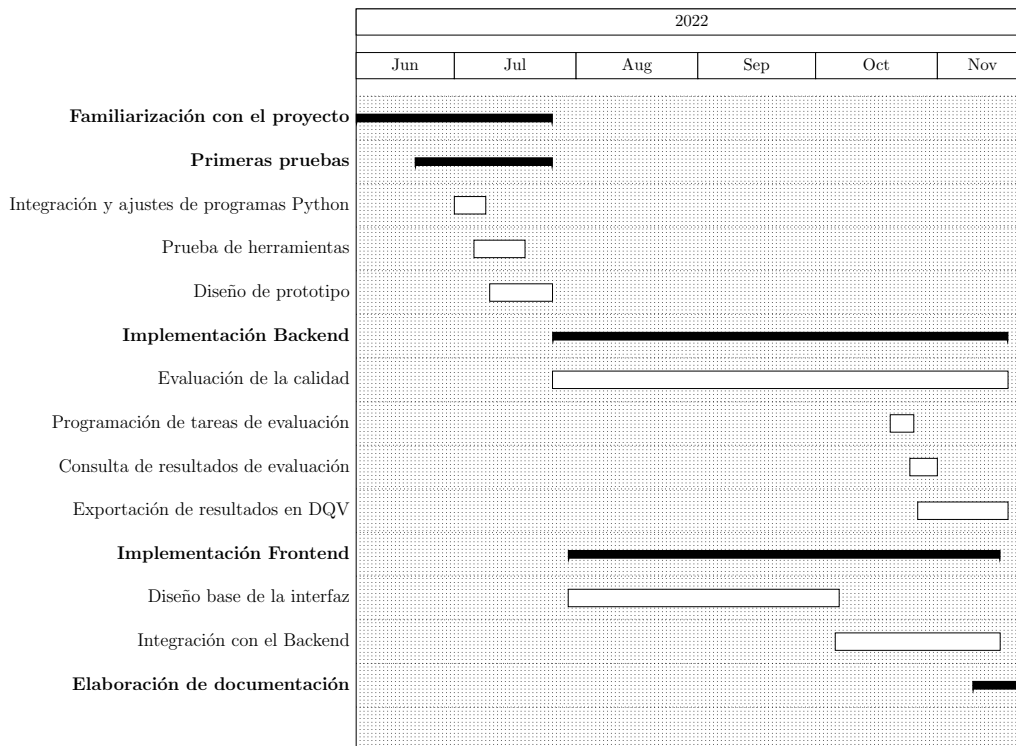 2022
Jun Jul Aug Sep Oct Nov
Familiarización con el proyecto
Primeras pruebas
Integración y ajustes de programas Python
Prueba de herramientas
Diseño de prototipo
Implementación Backend
Evaluación de la calidad
Programación de tareas de evaluación
Consulta de resultados de evaluación
Exportación de resultados en DQV
Implementación Frontend
Diseño base de la interfaz
Integración con el Backend
Elaboración de documentación